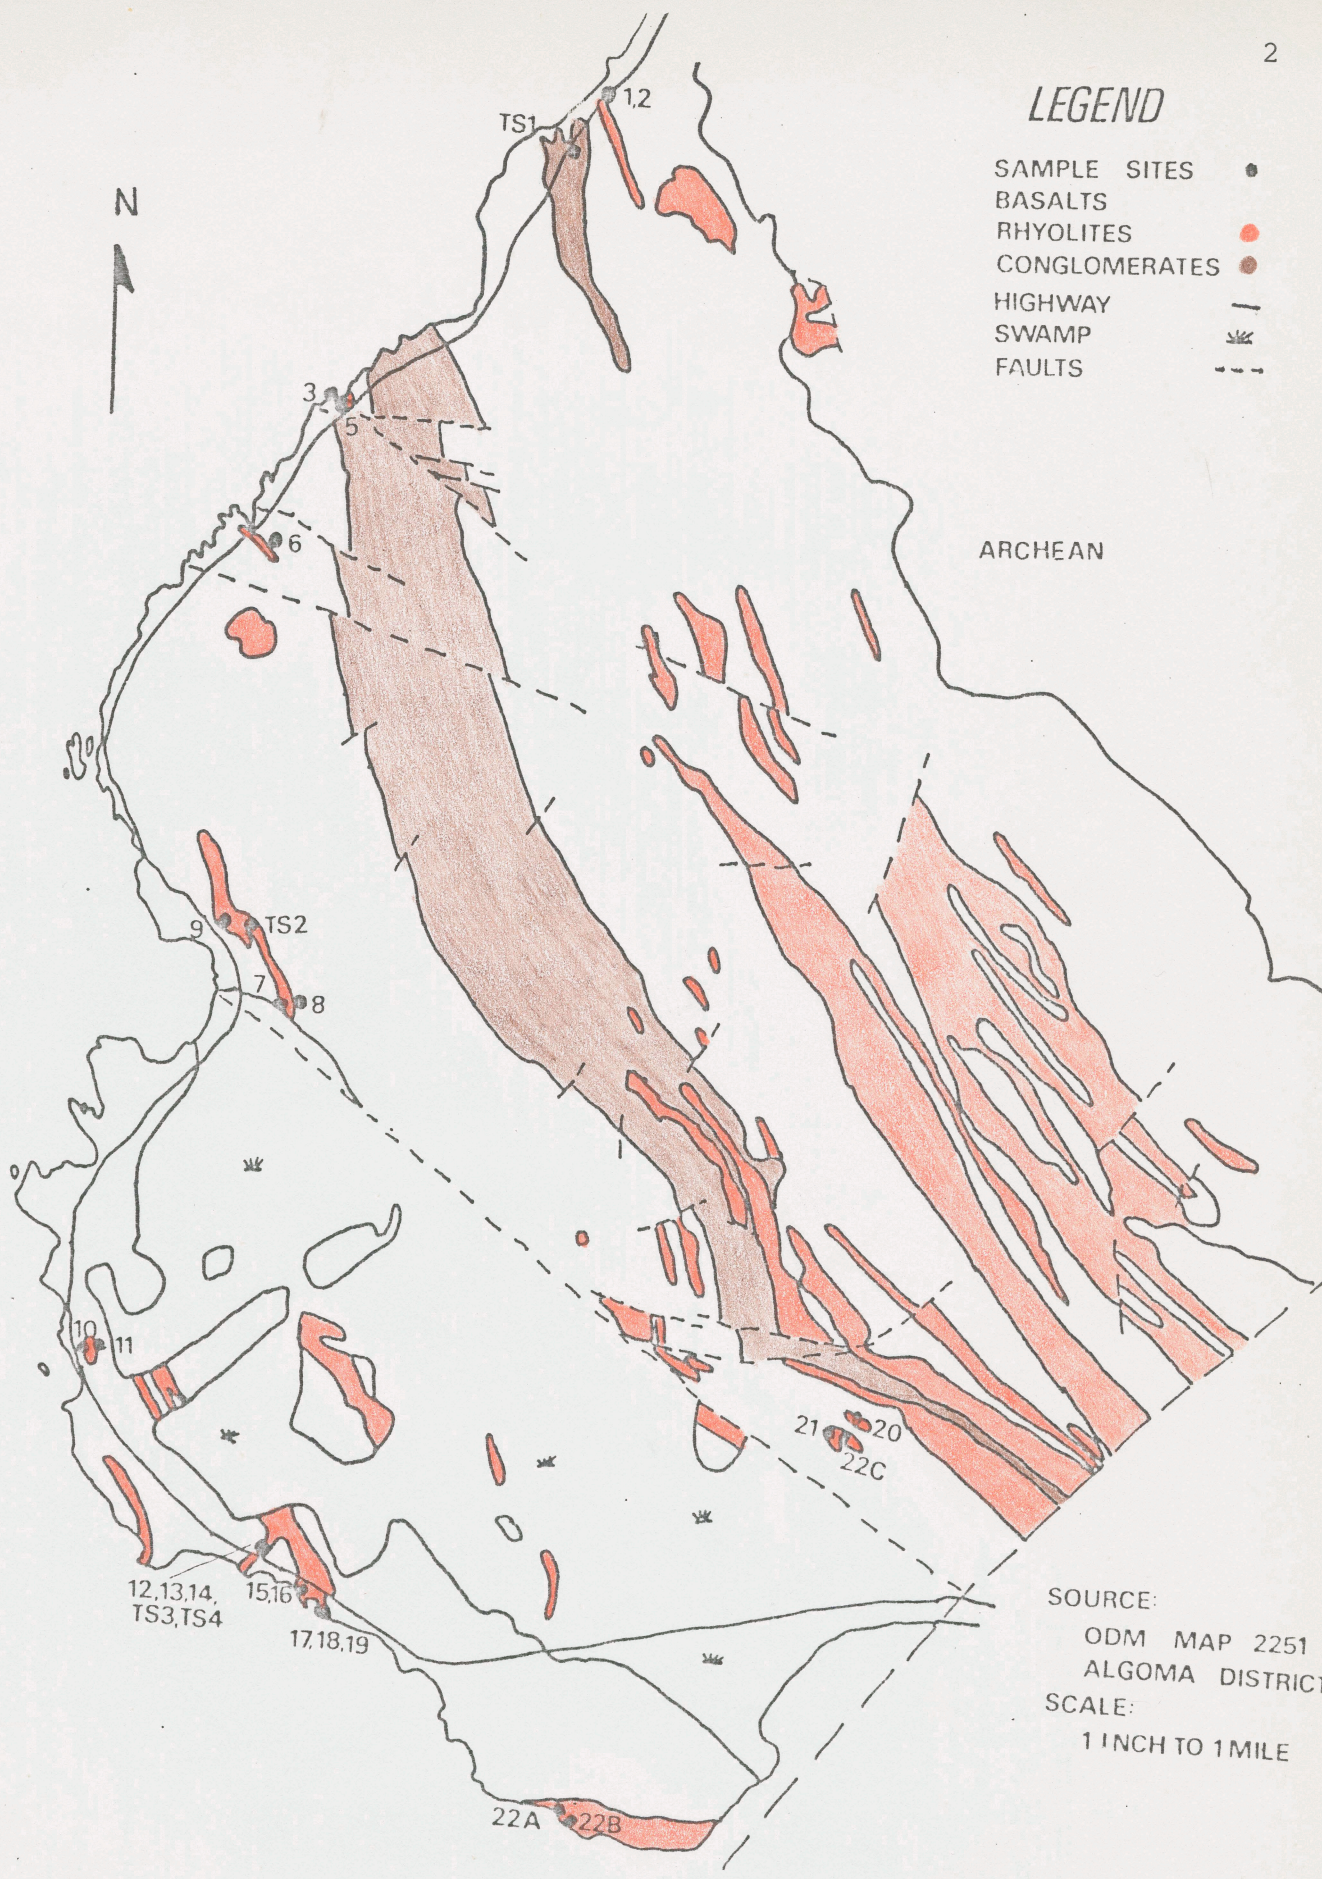 2
LEGEND
SAMPLE SITES
BASALTS
RHYOLITES
CONGLOMERATES
HIGHWAY
SWAMP
FAULTS
N
1,2
TS1
3
5
6
ARCHEAN
9
TS2
7
8
10
11
21
20
22C
12,13,14,
TS3,TS4
15,16
17,18,19
22A
22B
SOURCE:
ODM MAP 2251
ALGOMA DISTRICT
SCALE:
1 INCH TO 1 MILE